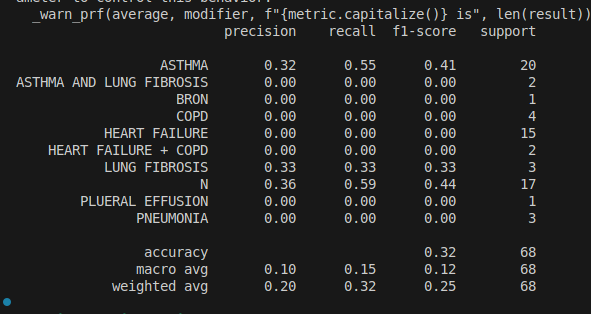 _warn_prf(average, modifier, f"{metric.capitalize()} is", len(result))
precision recall f1-score support
ASTHMA 0.32 0.55 0.41 20
ASTHMA AND LUNG FIBROSIS 0.00 0.00 0.00 2
BRON 0.00 0.00 0.00 1
COPD 0.00 0.00 0.00 4
HEART FAILURE 0.00 0.00 0.00 15
HEART FAILURE + COPD 0.00 0.00 0.00 2
LUNG FIBROSIS 0.33 0.33 0.33 3
N 0.36 0.59 0.44 17
PLUERAL EFFUSION 0.00 0.00 0.00 1
PNEUMONIA 0.00 0.00 0.00 3
accuracy 0.32 68
macro avg 0.10 0.15 0.12 68
weighted avg 0.20 0.32 0.25 68